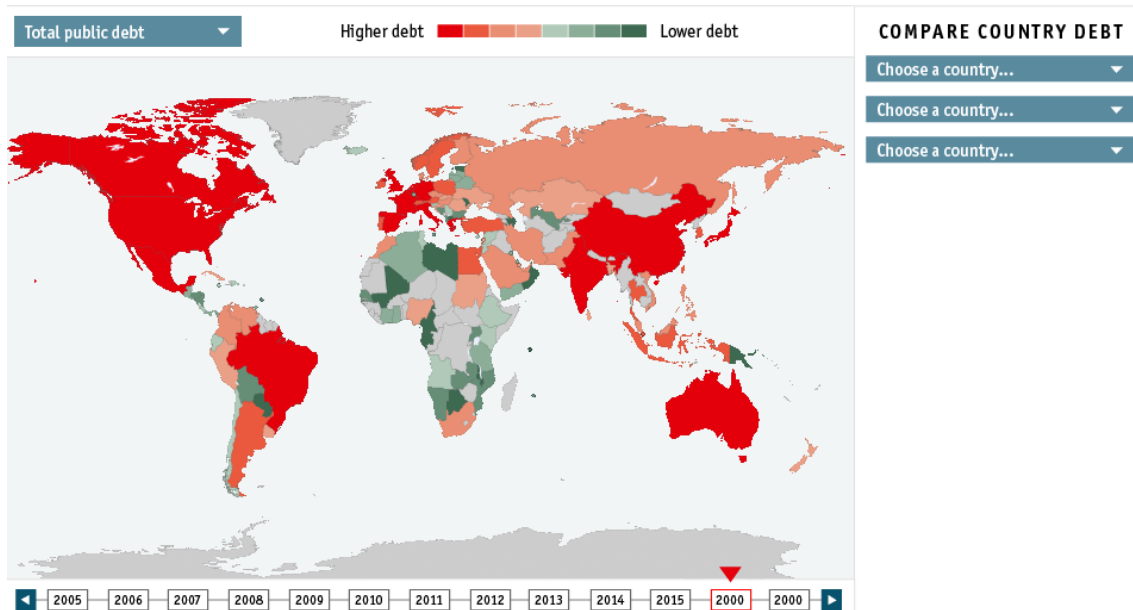 Total public debt
Higher debt
Lower debt
COMPARE COUNTRY DEBT
Choose a country...
Choose a country...
Choose a country...
2005 2006 2007 2008 2009 2010 2011 2012 2013 2014 2015 2000 2000